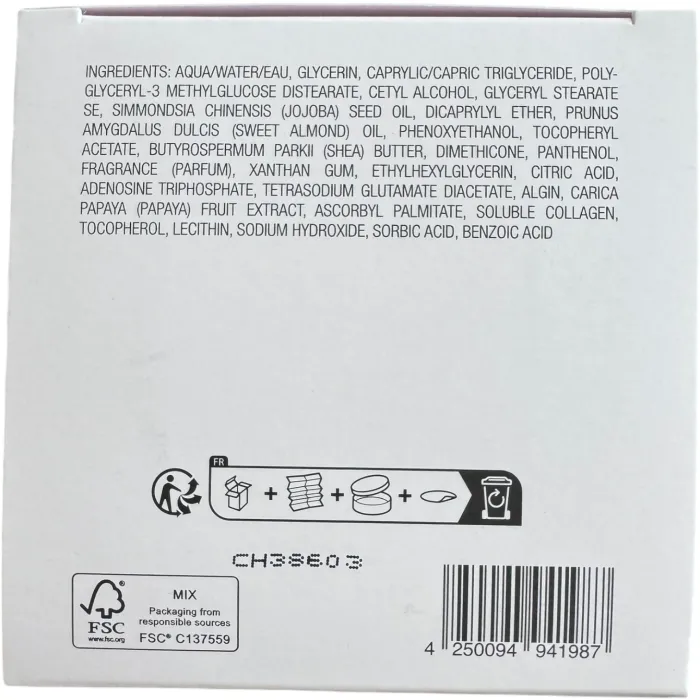 INGREDIENTS: AQUA/WATER/EAU, GLYCERIN, CAPRYLIC/CAPRIC TRIGLYCERIDE, POLY-
GLYCERYL-3 METHYLGLUCOSE DISTEARATE, CETYL ALCOHOL, GLYCERYL STEARATE
SE, SIMMONDSIA CHINENSIS (JOJOBA) SEED OIL, DICAPRYLYL ETHER, PRUNUS
AMYGDALUS DULCIS (SWEET ALMOND) OIL, PHENOXYETHANOL, TOCOPHERYL
ACETATE, BUTYROSPERMUM PARKII (SHEA) BUTTER, DIMETHICONE, PANTHENOL,
FRAGRANCE (PARFUM), XANTHAN GUM, ETHYLHEXYLGLYCERIN, CITRIC ACID,
ADENOSINE TRIPHOSPHATE, TETRASODIUM GLUTAMATE DIACETATE, ALGIN, CARICA
PAPAYA (PAPAYA) FRUIT EXTRACT, ASCORBYL PALMITATE, SOLUBLE COLLAGEN,
TOCOPHEROL, LECITHIN, SODIUM HYDROXIDE, SORBIC ACID, BENZOIC ACID
FR
+ + +
CH38603
FSC®
www.fsc.org
MIX
Packaging from
responsible sources
FSC® C137559
4 250094 941987